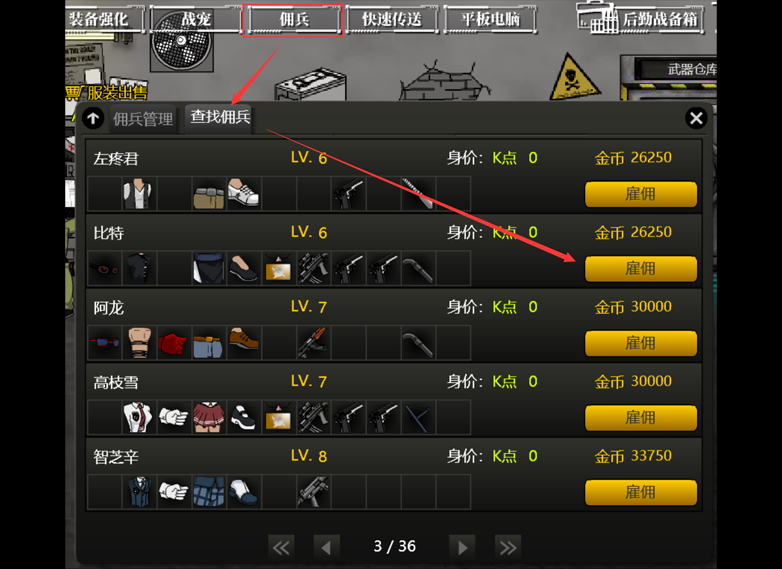 装备强化 战宠 佣兵 快速传送 平板电脑 后勤战备箱
武器仓库
票 服装出售
佣兵管理 查找佣兵
左疼君 LV. 6 身价: K点 0 金币 26250
雇佣
比特 LV. 6 身价: K点 0 金币 26250
雇佣
阿龙 LV. 7 身价: K点 0 金币 30000
雇佣
高枝雪 LV. 7 身价: K点 0 金币 30000
雇佣
智芝辛 LV. 8 身价: K点 0 金币 33750
雇佣
3 / 36